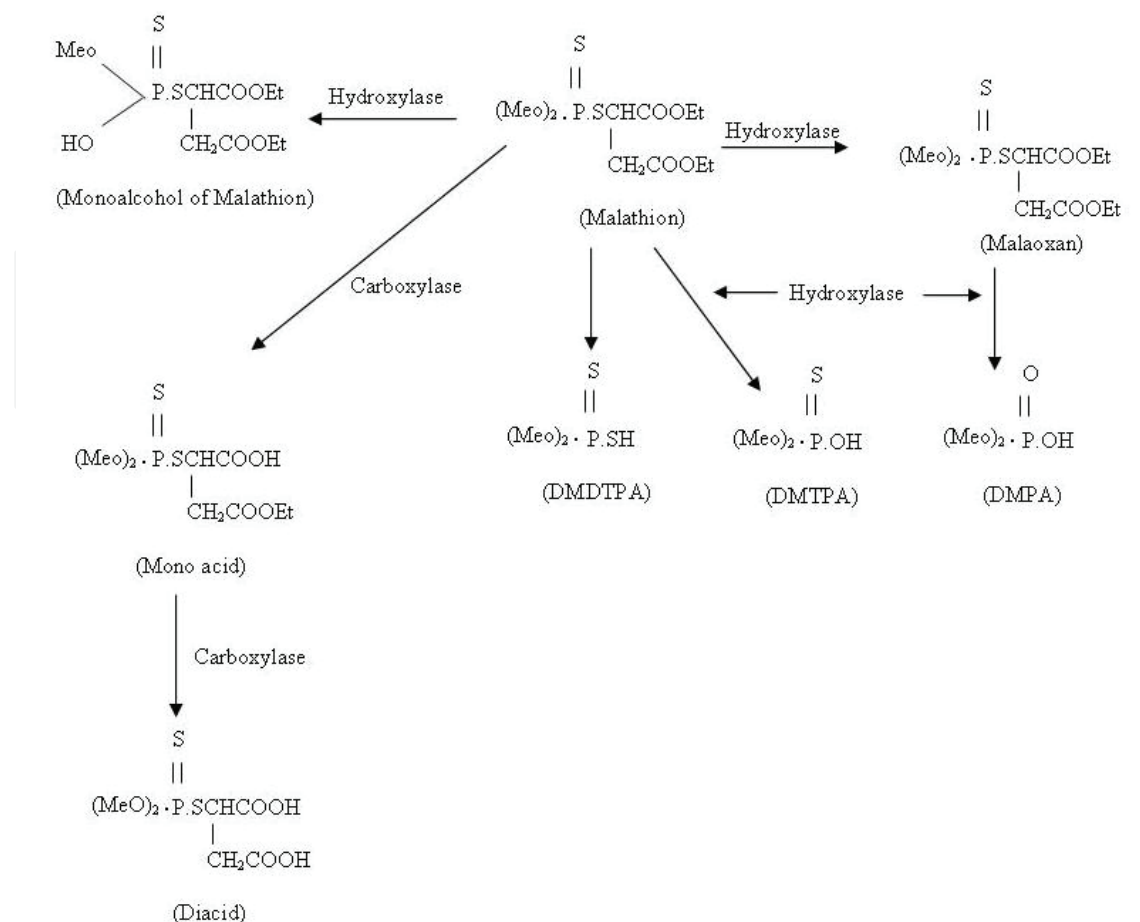 S
||
Meo
P.SCHCOOEt
|
HO
CH₂COOEt
(Monoalcohol of Malathion)
Hydroxylase
S
||
(Meo)₂ . P.SCHCOOEt
|
CH₂COOEt
(Malathion)
Hydroxylase
S
||
(Meo)₂ . P.SCHCOOEt
|
CH₂COOEt
(Malaoxan)
Carboxylase
Hydroxylase
S
||
(Meo)₂ . P.SCHCOOH
|
CH₂COOEt
(Mono acid)
S
||
(Meo)₂ . P.SH
(DMDTPA)
S
||
(Meo)₂ . P.OH
(DMTPA)
O
||
(Meo)₂ . P.OH
(DMPA)
Carboxylase
S
||
(MeO)₂ . P.SCHCOOH
|
CH₂COOH
(Diacid)